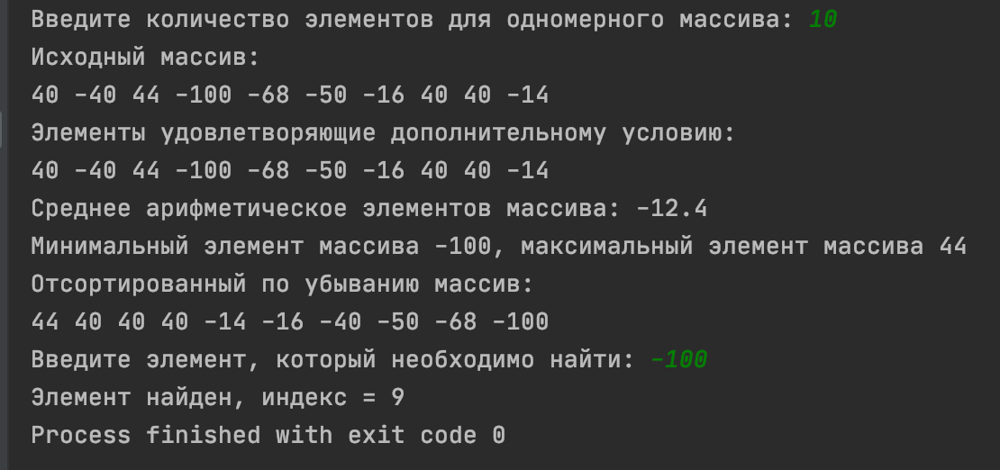 Введите количество элементов для одномерного массива: 10
Исходный массив:
40 -40 44 -100 -68 -50 -16 40 40 -14
Элементы удовлетворяющие дополнительному условию:
40 -40 44 -100 -68 -50 -16 40 40 -14
Среднее арифметическое элементов массива: -12.4
Минимальный элемент массива -100, максимальный элемент массива 44
Отсортированный по убыванию массив:
44 40 40 40 -14 -16 -40 -50 -68 -100
Введите элемент, который необходимо найти: -100
Элемент найден, индекс = 9
Process finished with exit code 0